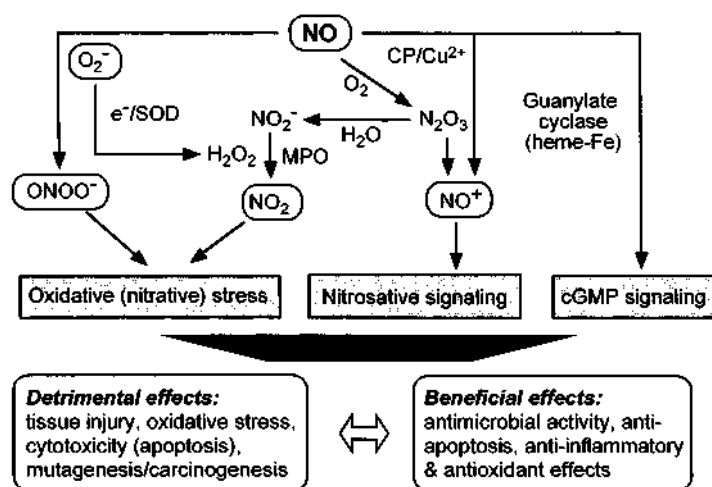 NO
O₂⁻
CP/Cu²⁺
O₂
e⁻/SOD
NO₂⁻
H₂O
N₂O₃
Guanylate
cyclase
(heme-Fe)
H₂O₂
MPO
ONOO⁻
NO₂
NO⁺
Oxidative (nitrative) stress
Nitrosative signaling
cGMP signaling
Detrimental effects:
tissue injury, oxidative stress,
cytotoxicity (apoptosis),
mutagenesis/carcinogenesis
Beneficial effects:
antimicrobial activity, anti-
apoptosis, anti-inflammatory
& antioxidant effects